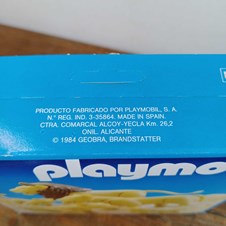 PRODUCTO FABRICADO POR PLAYMOBIL, S. A.
N.º REG. IND. 3-35864. MADE IN SPAIN.
CTRA. COMARCAL ALCOY-YECLA Km. 26,2
ONIL. ALICANTE
© 1984 GEOBRA, BRANDSTATTER
playmo